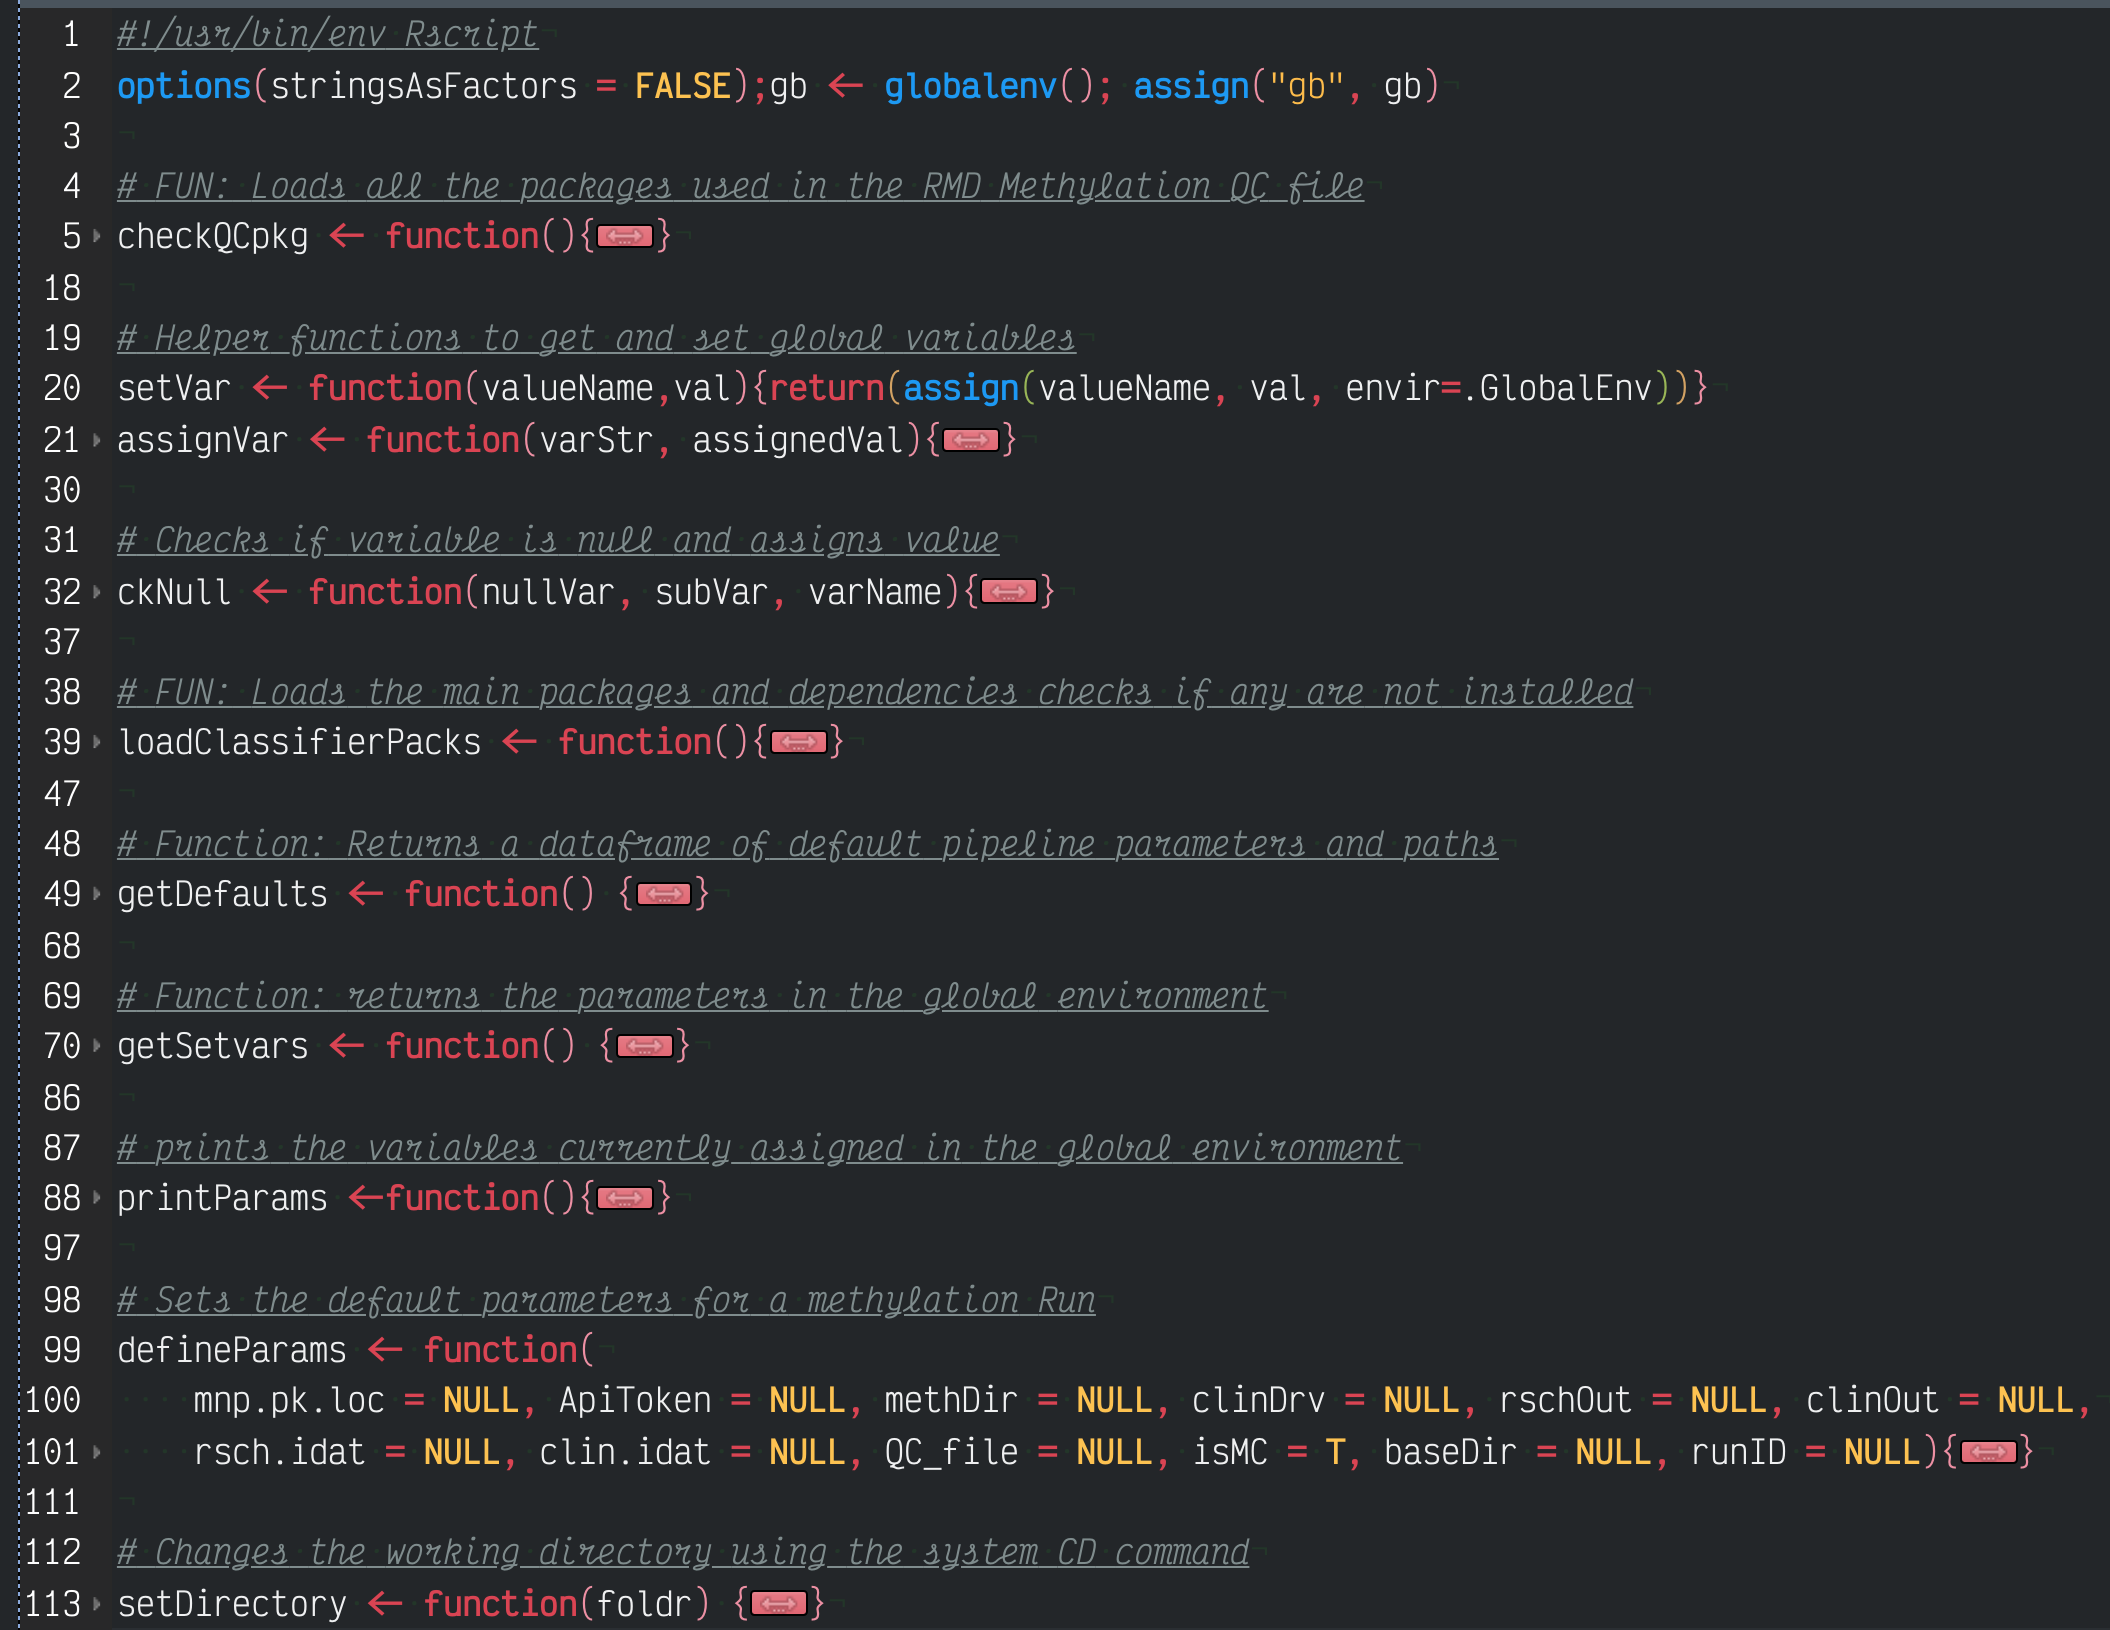 1 #!/usr/bin/env Rscript
2 options(stringsAsFactors = FALSE);gb <- globalenv(); assign("gb", gb)
3
4 # FUN: Loads all the packages used in the RMD Methylation QC file
5 checkQCpkg <- function(){...}
18
19 # Helper functions to get and set global variables
20 setVar <- function(valueName,val){return(assign(valueName, val, envir=.GlobalEnv))}
21 assignVar <- function(varStr, assignedVal){...}
30
31 # Checks if variable is null and assigns value
32 ckNull <- function(nullVar, subVar, varName){...}
37
38 # FUN: Loads the main packages and dependencies checks if any are not installed
39 loadClassifierPacks <- function(){...}
47
48 # Function: Returns a dataframe of default pipeline parameters and paths
49 getDefaults <- function() {...}
68
69 # Function: returns the parameters in the global environment
70 getSetvars <- function() {...}
86
87 # prints the variables currently assigned in the global environment
88 printParams <-function(){...}
97
98 # Sets the default parameters for a methylation Run
99 defineParams <- function(
100 mnp.pk.loc = NULL, ApiToken = NULL, methDir = NULL, clinDrv = NULL, rschOut = NULL, clinOut = NULL,
101 rsch.idat = NULL, clin.idat = NULL, QC_file = NULL, isMC = T, baseDir = NULL, runID = NULL){...}
111
112 # Changes the working directory using the system CD command
113 setDirectory <- function(foldr) {...}